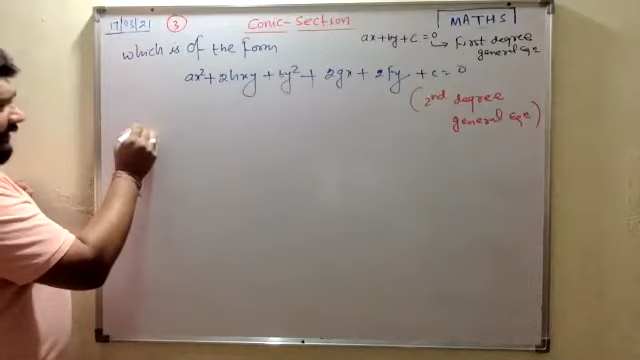 17/03/21 3 Conic-Section MATHS
ax+by+c=0 → First degree
general eqn
which is of the form
ax²+2hxy+by²+2gx+2fy+c=0
(2nd degree
general eqn)